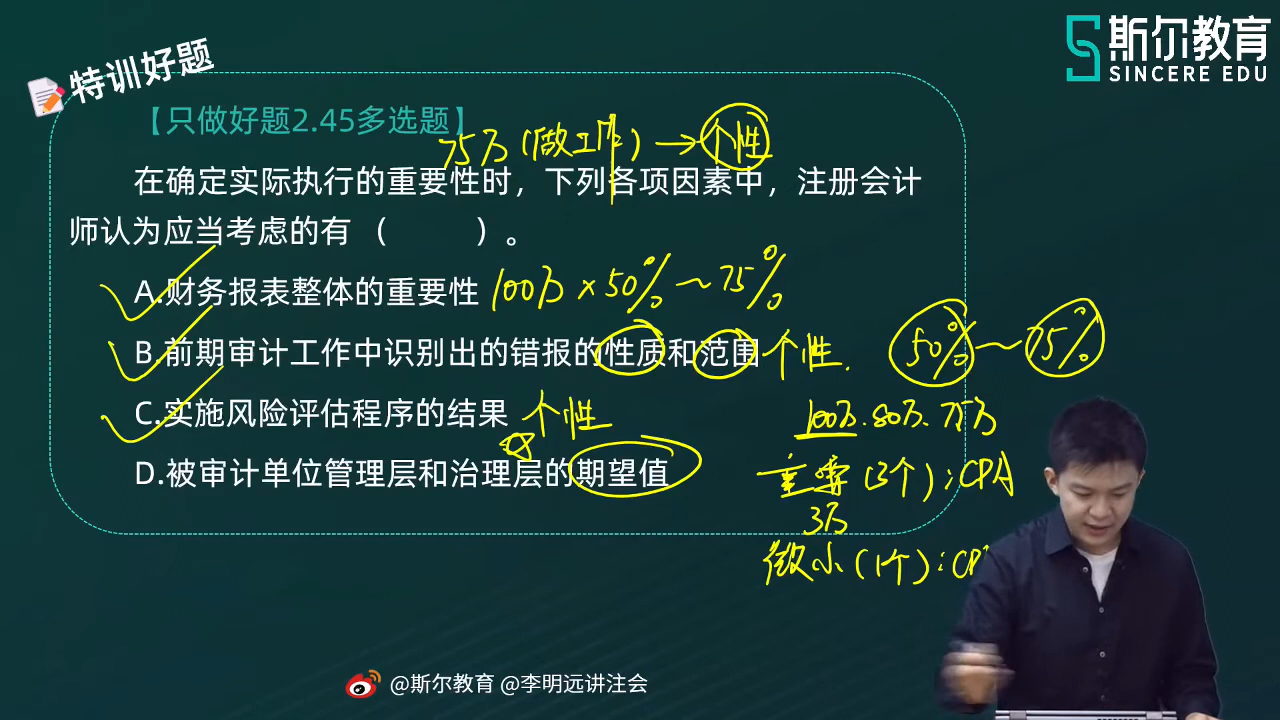 斯尔教育
SINCERE EDU
特训好题
【只做好题2.45多选题】
75万(做工作)→个性
在确定实际执行的重要性时，下列各项因素中，注册会计
师认为应当考虑的有（　　）。
A.财务报表整体的重要性 100万×50%~75%
B.前期审计工作中识别出的错报的性质和范围 个性.
50%~75%
C.实施风险评估程序的结果 个性
100万.80万.75万
D.被审计单位管理层和治理层的期望值
重要(3个):CPA
3万
微小(1个):CP
@斯尔教育 @李明远讲注会